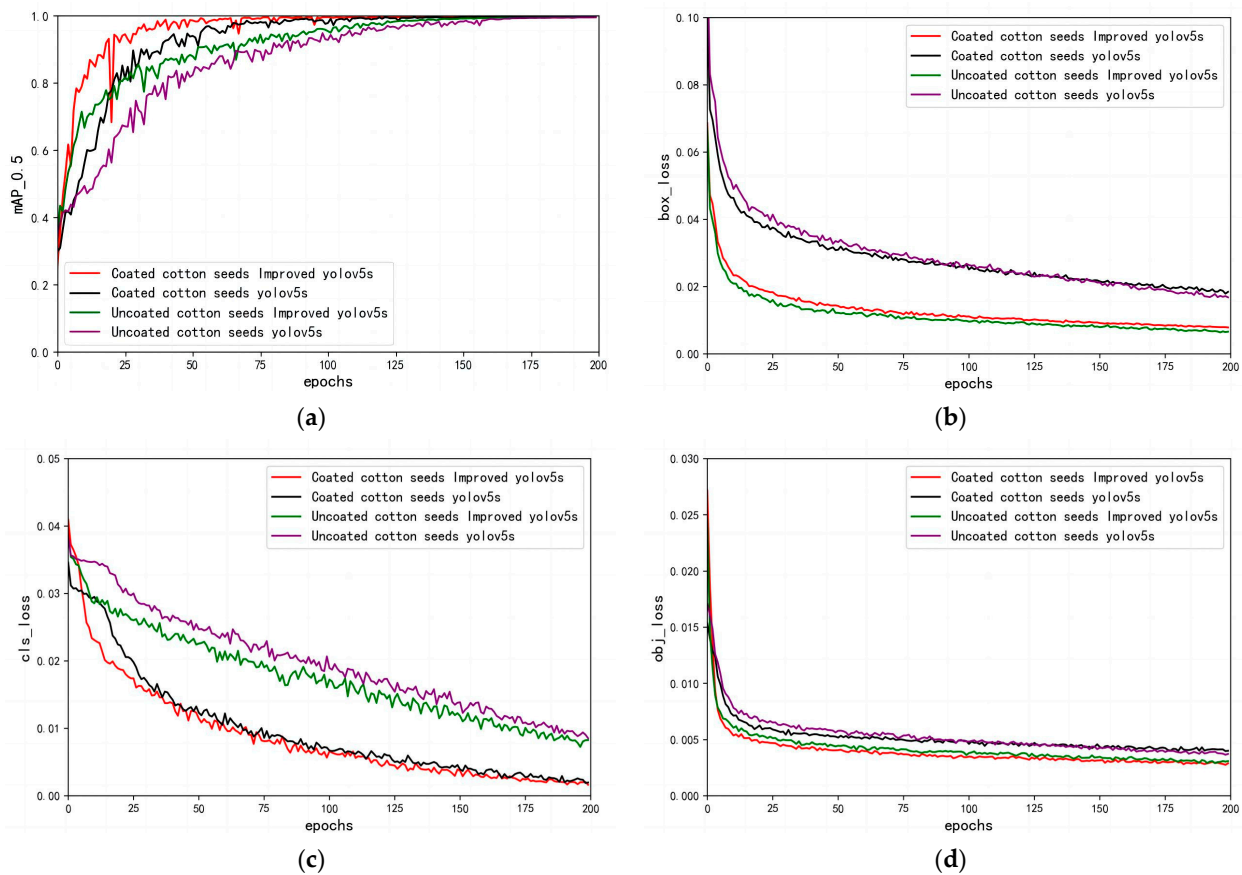 1.0
0.8
0.6
0.4
0.2
0.0
mAP_0.5
Coated cotton seeds Improved yolov5s
Coated cotton seeds yolov5s
Uncoated cotton seeds Improved yolov5s
Uncoated cotton seeds yolov5s
0 25 50 75 100 125 150 175 200
epochs
(a)
0.10
0.08
0.06
0.04
0.02
0.00
box_loss
Coated cotton seeds Improved yolov5s
Coated cotton seeds yolov5s
Uncoated cotton seeds Improved yolov5s
Uncoated cotton seeds yolov5s
0 25 50 75 100 125 150 175 200
epochs
(b)
0.05
0.04
0.03
0.02
0.01
0.00
cls_loss
Coated cotton seeds Improved yolov5s
Coated cotton seeds yolov5s
Uncoated cotton seeds Improved yolov5s
Uncoated cotton seeds yolov5s
0 25 50 75 100 125 150 175 200
epochs
(c)
0.030
0.025
0.020
0.015
0.010
0.005
0.000
obj_loss
Coated cotton seeds Improved yolov5s
Coated cotton seeds yolov5s
Uncoated cotton seeds Improved yolov5s
Uncoated cotton seeds yolov5s
0 25 50 75 100 125 150 175 200
epochs
(d)